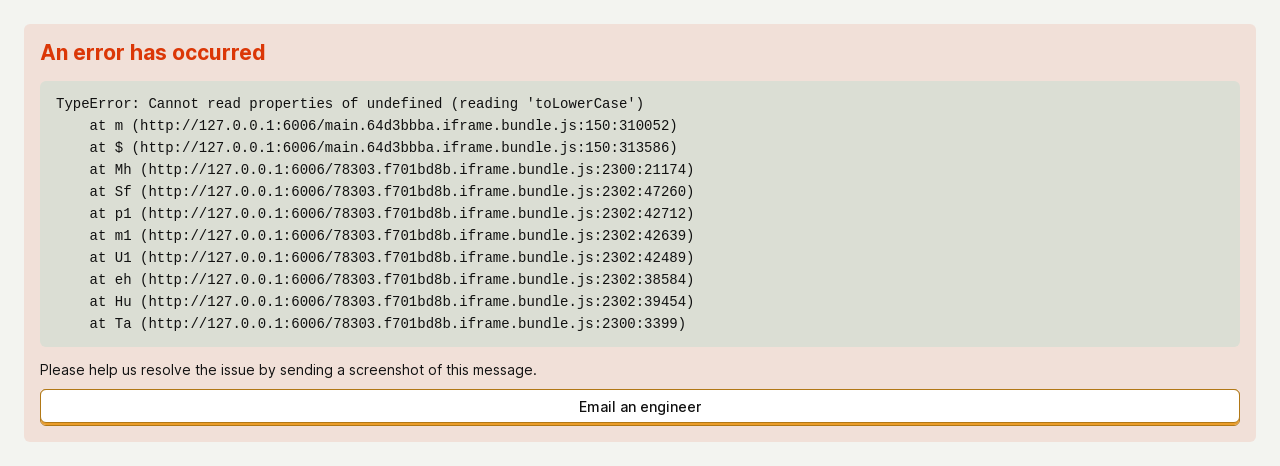 An error has occurred
TypeError: Cannot read properties of undefined (reading 'toLowerCase')
    at m (http://127.0.0.1:6006/main.64d3bbba.iframe.bundle.js:150:310052)
    at $ (http://127.0.0.1:6006/main.64d3bbba.iframe.bundle.js:150:313586)
    at Mh (http://127.0.0.1:6006/78303.f701bd8b.iframe.bundle.js:2300:21174)
    at Sf (http://127.0.0.1:6006/78303.f701bd8b.iframe.bundle.js:2302:47260)
    at p1 (http://127.0.0.1:6006/78303.f701bd8b.iframe.bundle.js:2302:42712)
    at m1 (http://127.0.0.1:6006/78303.f701bd8b.iframe.bundle.js:2302:42639)
    at U1 (http://127.0.0.1:6006/78303.f701bd8b.iframe.bundle.js:2302:42489)
    at eh (http://127.0.0.1:6006/78303.f701bd8b.iframe.bundle.js:2302:38584)
    at Hu (http://127.0.0.1:6006/78303.f701bd8b.iframe.bundle.js:2302:39454)
    at Ta (http://127.0.0.1:6006/78303.f701bd8b.iframe.bundle.js:2300:3399)
Please help us resolve the issue by sending a screenshot of this message.
Email an engineer